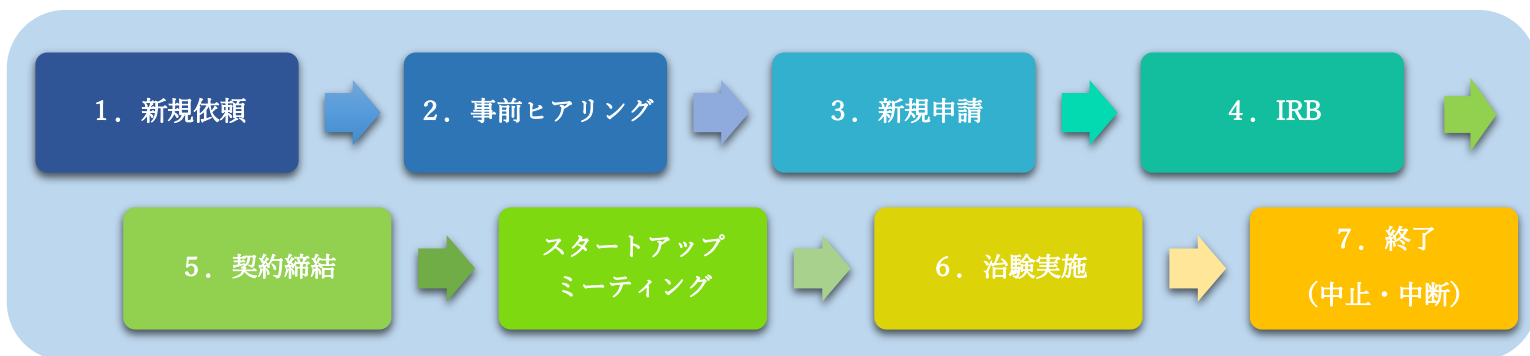 １．新規依頼
２．事前ヒアリング
３．新規申請
４．IRB
５．契約締結
スタートアップ
ミーティング
６．治験実施
７．終了
（中止・中断）